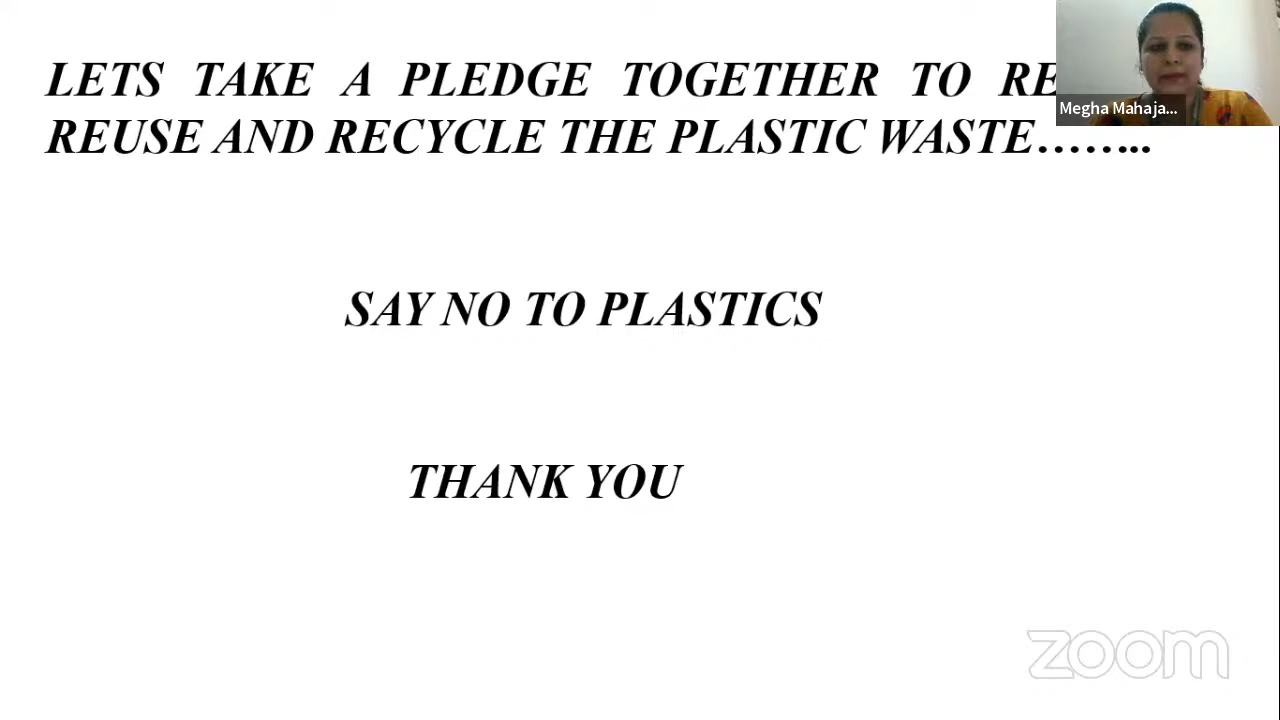 LETS TAKE A PLEDGE TOGETHER TO
REUSE AND RECYCLE THE PLASTIC WASTE……..
SAY NO TO PLASTICS
THANK YOU
Megha Mahaja...
zoom